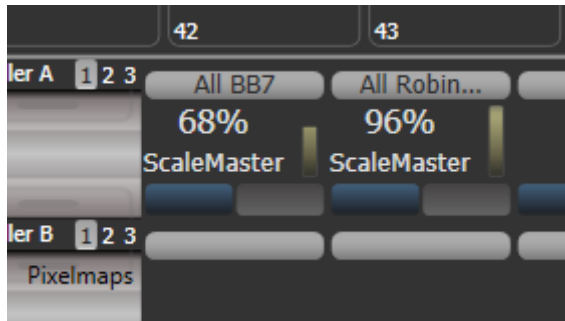 42 43
ler A 1 2 3
All BB7 All Robin...
68% 96%
ScaleMaster ScaleMaster
ler B 1 2 3
Pixelmaps